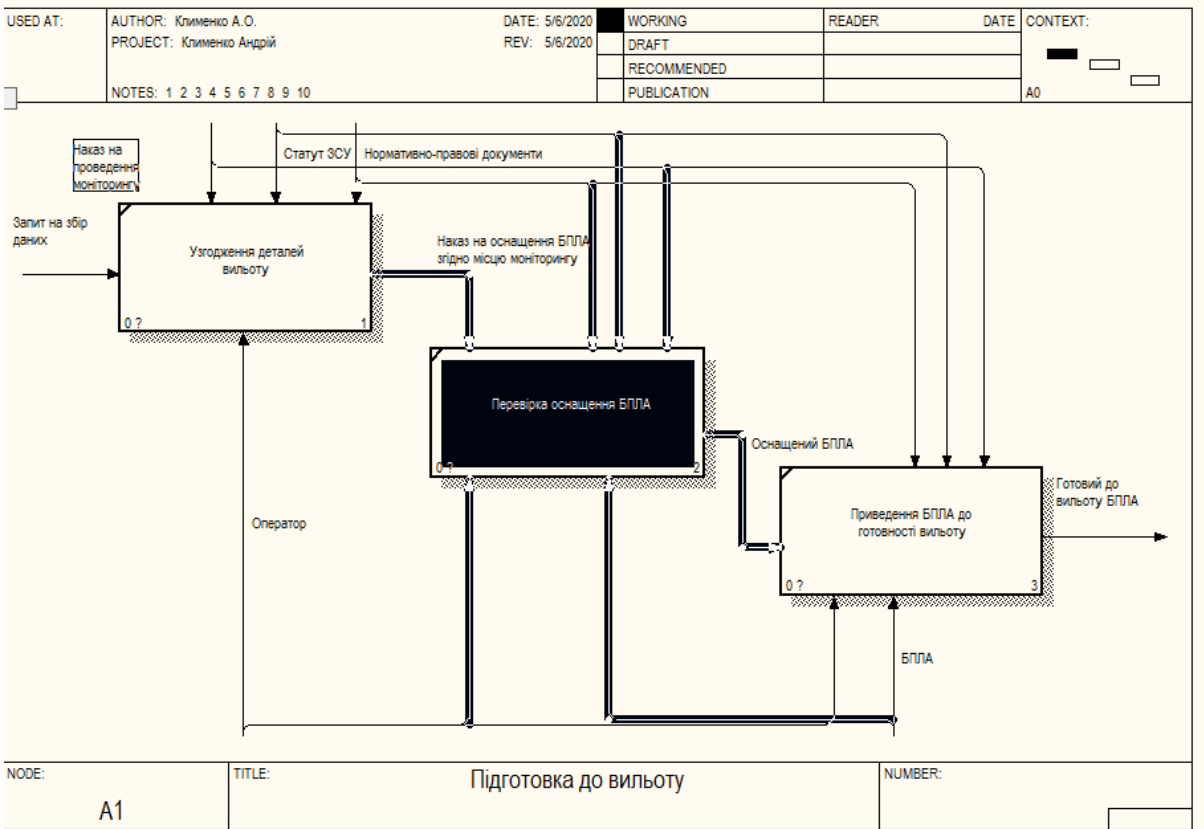 USED AT:
AUTHOR: Клименко А.О.
DATE: 5/6/2020
PROJECT: Клименко Андрій
REV: 5/6/2020
NOTES: 1 2 3 4 5 6 7 8 9 10
WORKING
DRAFT
RECOMMENDED
PUBLICATION
READER
DATE
CONTEXT:
A0
Наказ на
проведення
моніторингу
Статут ЗСУ
Нормативно-правові документи
Запит на збір
даних
Узгодження деталей
вильоту
0 ?
1
Наказ на оснащення БПЛА
згідно місцю моніторингу
Перевірка оснащення БПЛА
0 ?
2
Оснащений БПЛА
Приведення БПЛА до
готовності вильоту
0 ?
3
Готовий до
вильоту БПЛА
Оператор
БПЛА
NODE:
A1
TITLE:
Підготовка до вильоту
NUMBER: